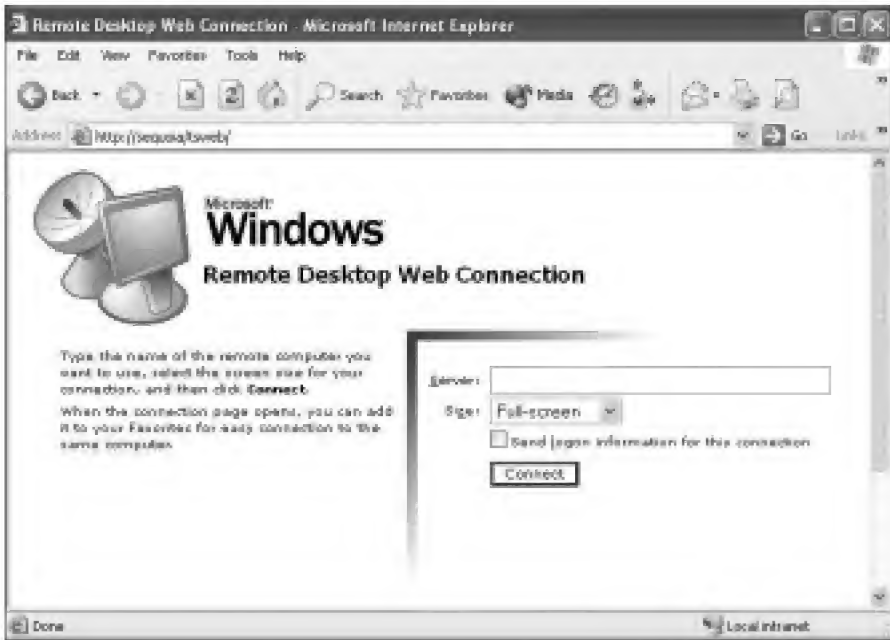 Remote Desktop Web Connection - Microsoft Internet Explorer
File Edit View Favorites Tools Help
Back Search Favorites Media
Address http://sequoia/tsweb/ Go Links
Microsoft
Windows
Remote Desktop Web Connection
Type the name of the remote computer you
want to use, select the screen size for your
connection, and then click Connect.
When the connection page opens, you can add
it to your Favorites for easy connection to the
same computer.
Server:
Size: Full-screen
Send logon information for this connection
Connect
Done Local intranet